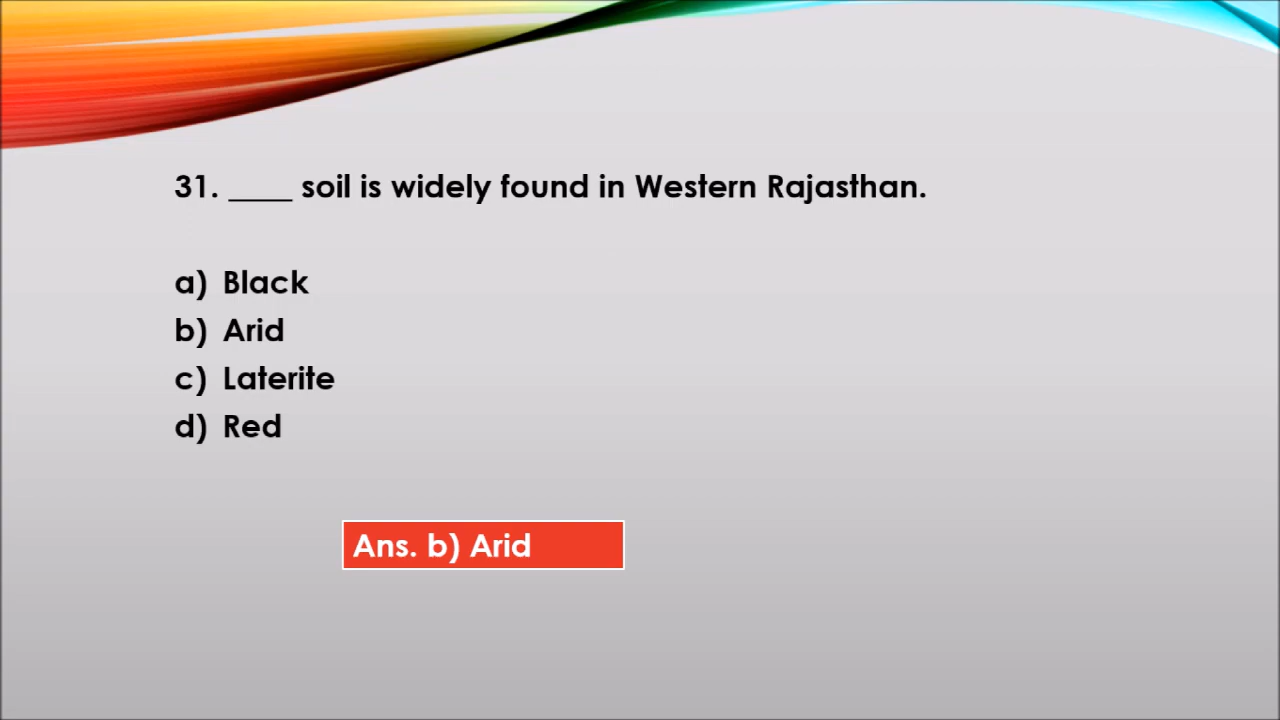 31. ____ soil is widely found in Western Rajasthan.
a) Black
b) Arid
c) Laterite
d) Red
Ans. b) Arid